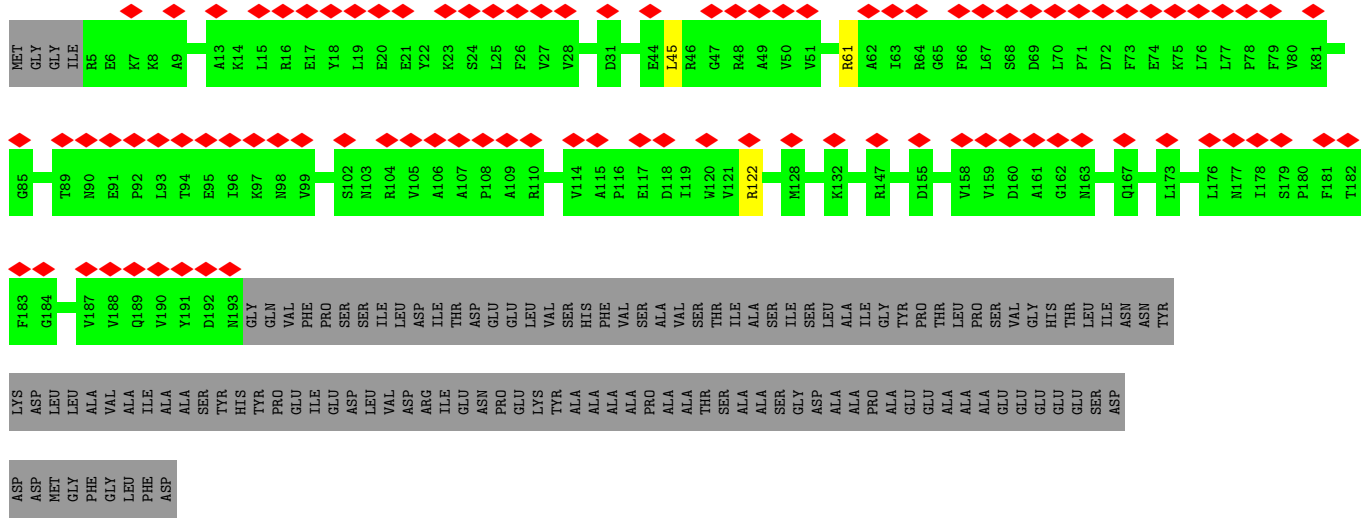 MET GLY GLY ILE R5 E6 K7 K8 A9 A13 K14 L15 R16 E17 Y18 L19 E20 E21 Y22 K23 S24 L25 F26 V27 V28 D31 E44 L45 R46 G47 R48 A49 V50 V51 R61 A62 I63 R64 G65 F66 L67 S68 D69 L70 P71 D72 F73 E74 K75 L76 L77 P78 F79 V80 K81
G85 T89 N90 E91 P92 L93 T94 E95 I96 K97 N98 V99 S102 N103 R104 V105 A106 A107 P108 A109 R110 V114 A115 P116 E117 D118 I119 W120 V121 R122 M128 K132 R147 D155 V158 V159 D160 A161 G162 N163 Q167 L173 L176 N177 I178 S179 P180 F181 T182
F183 G184 V187 V188 Q189 V190 Y191 D192 N193 GLY GLN VAL PHE PRO SER SER ILE LEU ASP ILE THR ASP GLU GLU LEU VAL SER HIS PHE VAL SER ALA VAL SER THR ILE ALA SER ILE SER LEU ALA ILE GLY TYR PRO THR LEU PRO SER VAL GLY HIS THR LEU ILE ASN ASN TYR
LYS ASP LEU LEU ALA VAL ALA ILE ALA ALA SER TYR HIS TYR PRO GLU ILE GLU ASP LEU VAL ASP ARG ILE GLU ASN PRO GLU LYS TYR ALA ALA ALA ALA PRO ALA ALA THR SER ALA ALA SER GLY ASP ALA ALA PRO ALA GLU GLU ALA ALA ALA GLU GLU GLU GLU GLU SER ASP
ASP ASP MET GLY PHE GLY LEU PHE ASP